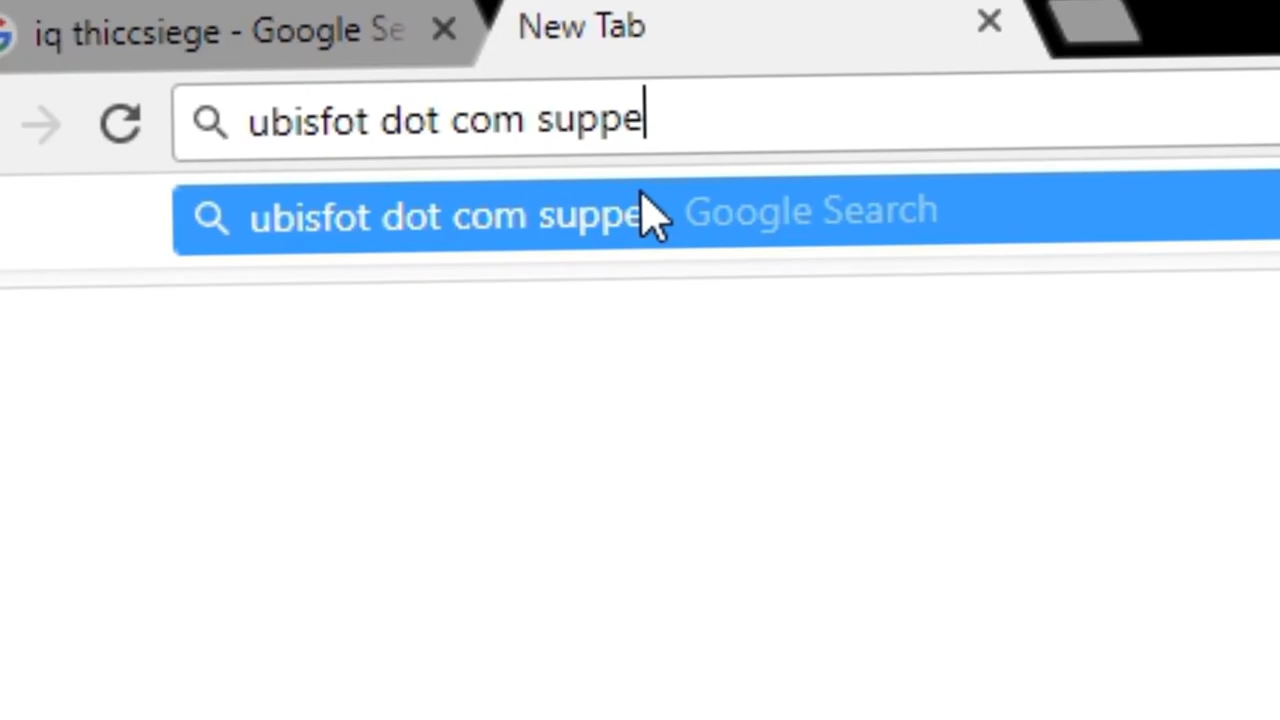 iq thiccsiege - Google Se
New Tab
ubisfot dot com suppe
ubisfot dot com suppe Google Search